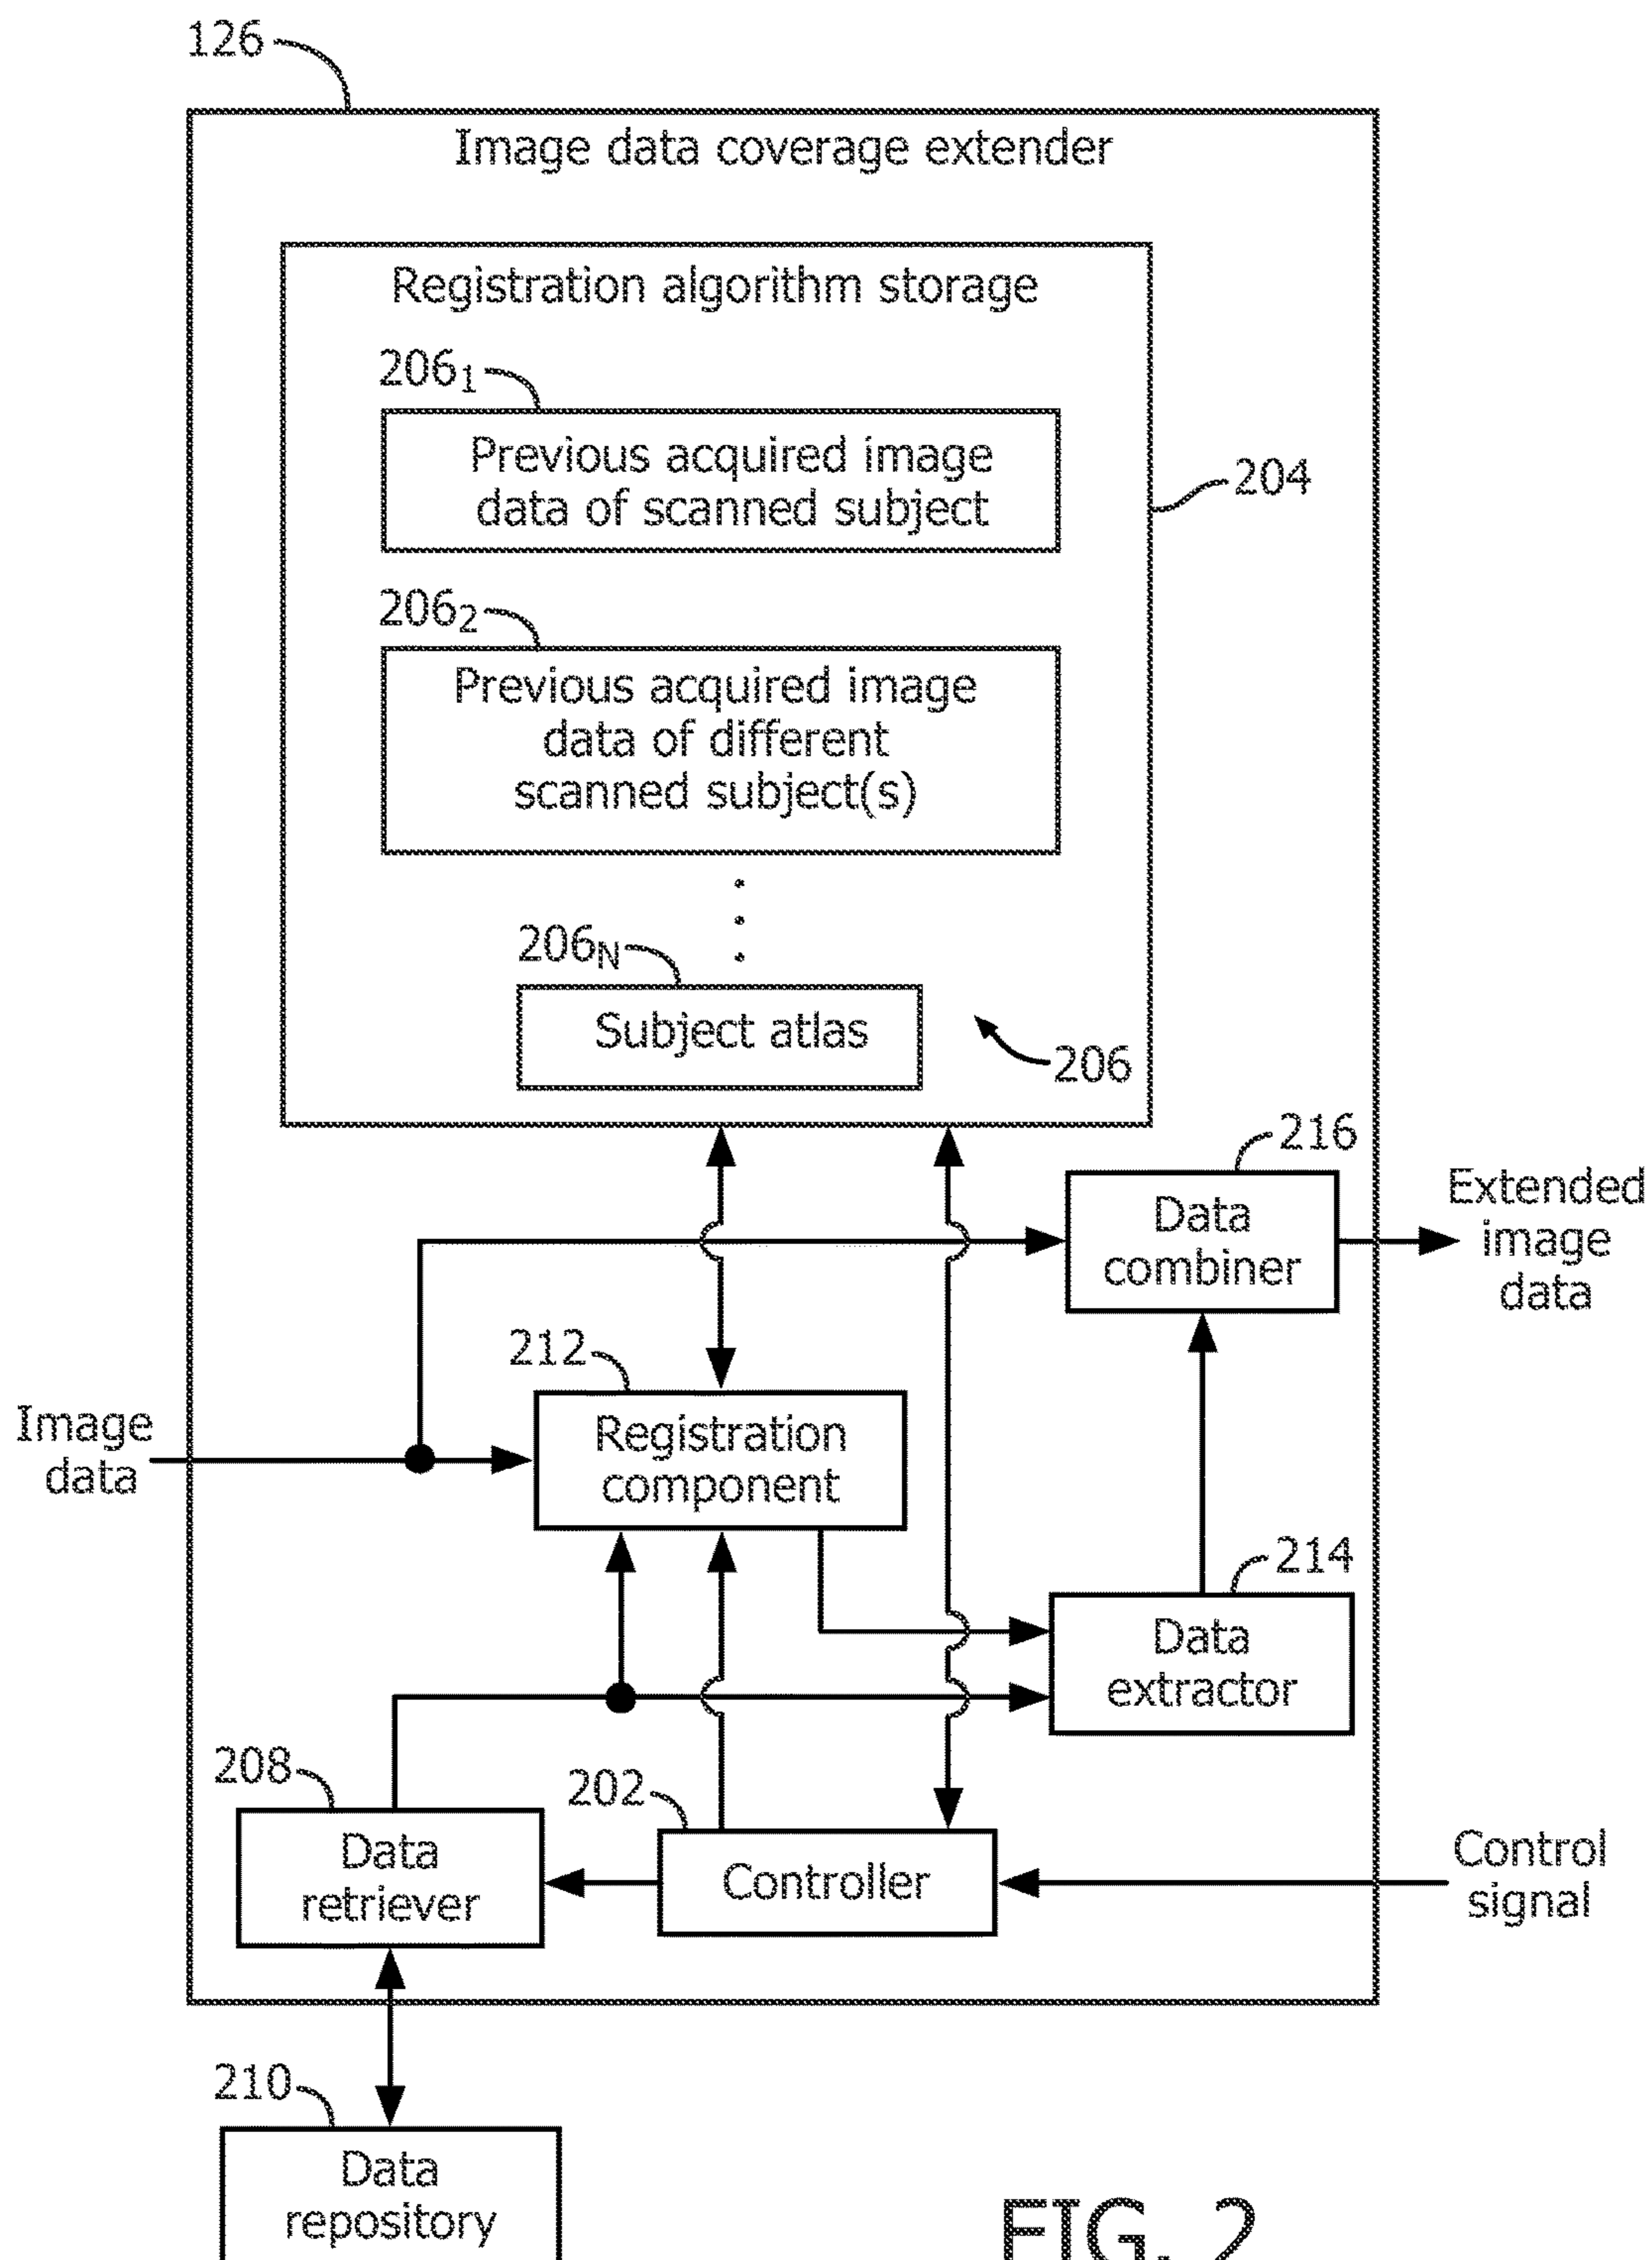 126
Image data coverage extender
Registration algorithm storage
206₁
Previous acquired image
data of scanned subject
204
206₂
Previous acquired image
data of different
scanned subject(s)
206N
Subject atlas
206
216
Data
combiner
Extended
image
data
212
Registration
component
Image
data
214
Data
extractor
208
Data
retriever
202
Controller
Control
signal
210
Data
repository
FIG. 2